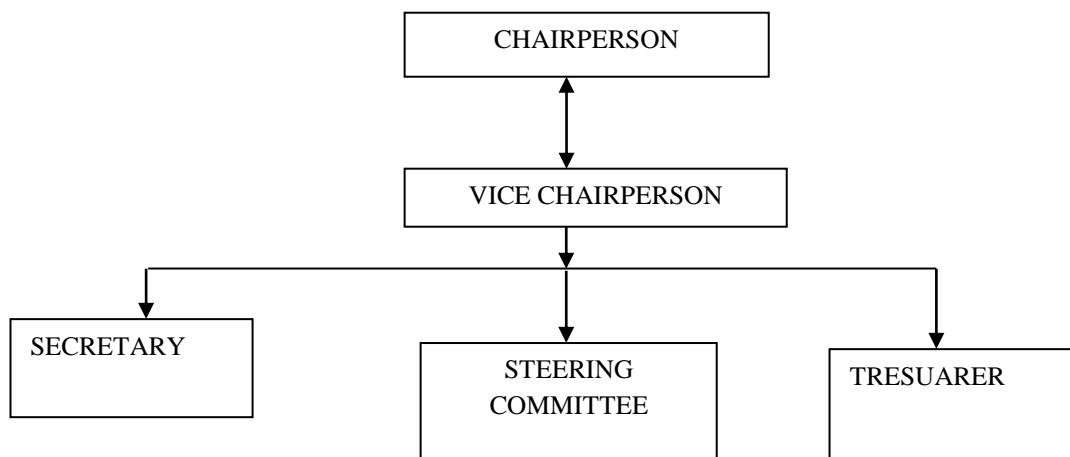 CHAIRPERSON
VICE CHAIRPERSON
SECRETARY
STEERING
COMMITTEE
TRESUARER